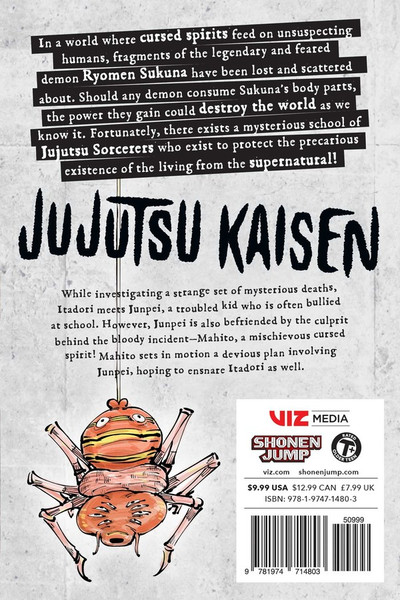 In a world where cursed spirits feed on unsuspecting
humans, fragments of the legendary and feared
demon Ryomen Sukuna have been lost and scattered
about. Should any demon consume Sukuna's body parts,
the power they gain could destroy the world as we
know it. Fortunately, there exists a mysterious school of
Jujutsu Sorcerers who exist to protect the precarious
existence of the living from the supernatural!
JUJUTSU KAISEN
While investigating a strange set of mysterious deaths,
Itadori meets Junpei, a troubled kid who is often bullied
at school. However, Junpei is also befriended by the culprit
behind the bloody incident—Mahito, a mischievous cursed
spirit! Mahito sets in motion a devious plan involving
Junpei, hoping to ensnare Itadori as well.
VIZ MEDIA
SHONEN
JUMP
RATED
T+
OLDER TEEN
viz.com shonenjump.com
$9.99 USA $12.99 CAN £7.99 UK
ISBN: 978-1-9747-1480-3
50999
9 781974 714803